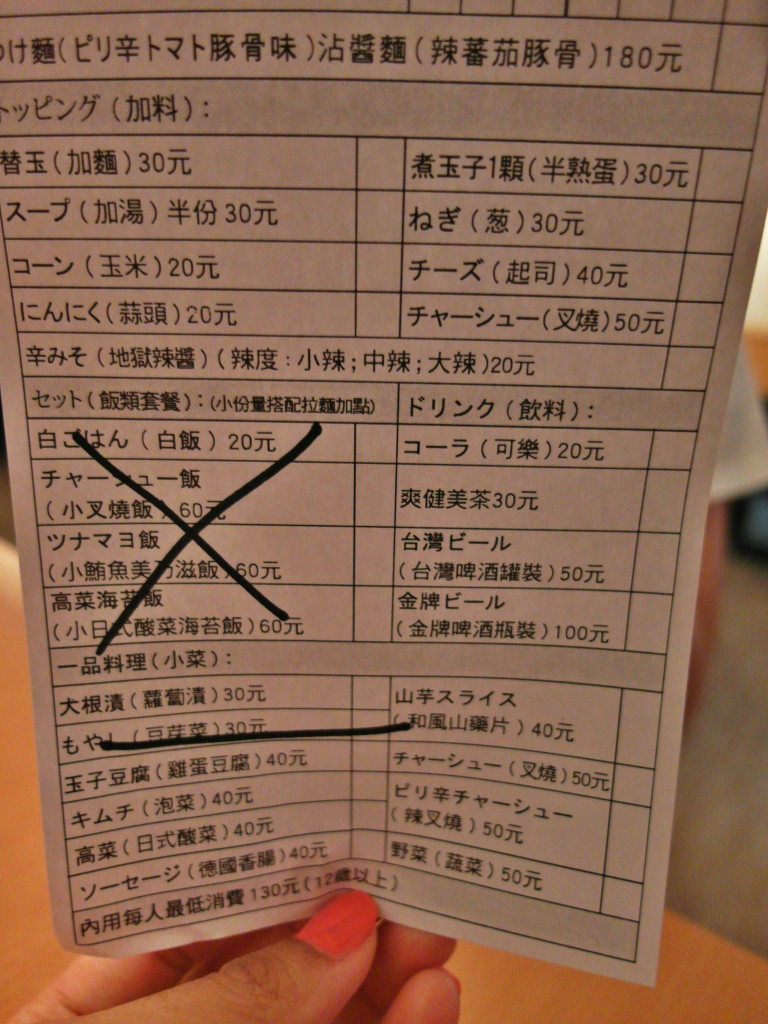 け麵(ピリ辛トマト豚骨味)沾醬麵(辣蕃茄豚骨)180元
トッピング(加料):
替玉(加麵)30元
煮玉子1顆(半熟蛋)30元
スープ(加湯)半份30元
ねぎ(葱)30元
コーン(玉米)20元
チーズ(起司)40元
にんにく(蒜頭)20元
チャーシュー(叉燒)50元
辛みそ(地獄辣醬)(辣度:小辣;中辣;大辣)20元
セット(飯類套餐):(小份量搭配拉麵加點)
ドリンク(飲料):
白ごはん(白飯)20元
コーラ(可樂)20元
チャーシュー飯
(小叉燒飯)60元
爽健美茶30元
ツナマヨ飯
(小鮪魚美乃滋飯)60元
台灣ビール
(台灣啤酒罐裝)50元
高菜海苔飯
(小日式酸菜海苔飯)60元
金牌ビール
(金牌啤酒瓶裝)100元
一品料理(小菜):
大根漬(蘿蔔漬)30元
もやし(豆芽菜)30元
玉子豆腐(雞蛋豆腐)40元
キムチ(泡菜)40元
高菜(日式酸菜)40元
ソーセージ(德國香腸)40元
山芋スライス
(和風山藥片)40元
チャーシュー(叉燒)50元
ピリ辛チャーシュー
(辣叉燒)50元
野菜(蔬菜)50元
內用每人最低消費130元(12歲以上)